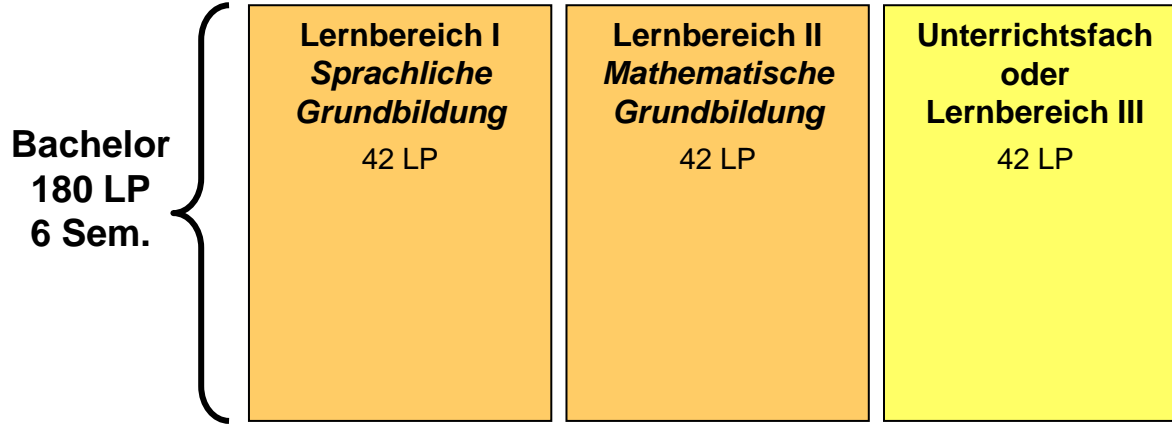 Bachelor
180 LP
6 Sem.
Lernbereich I
Sprachliche
Grundbildung
42 LP
Lernbereich II
Mathematische
Grundbildung
42 LP
Unterrichtsfach
oder
Lernbereich III
42 LP